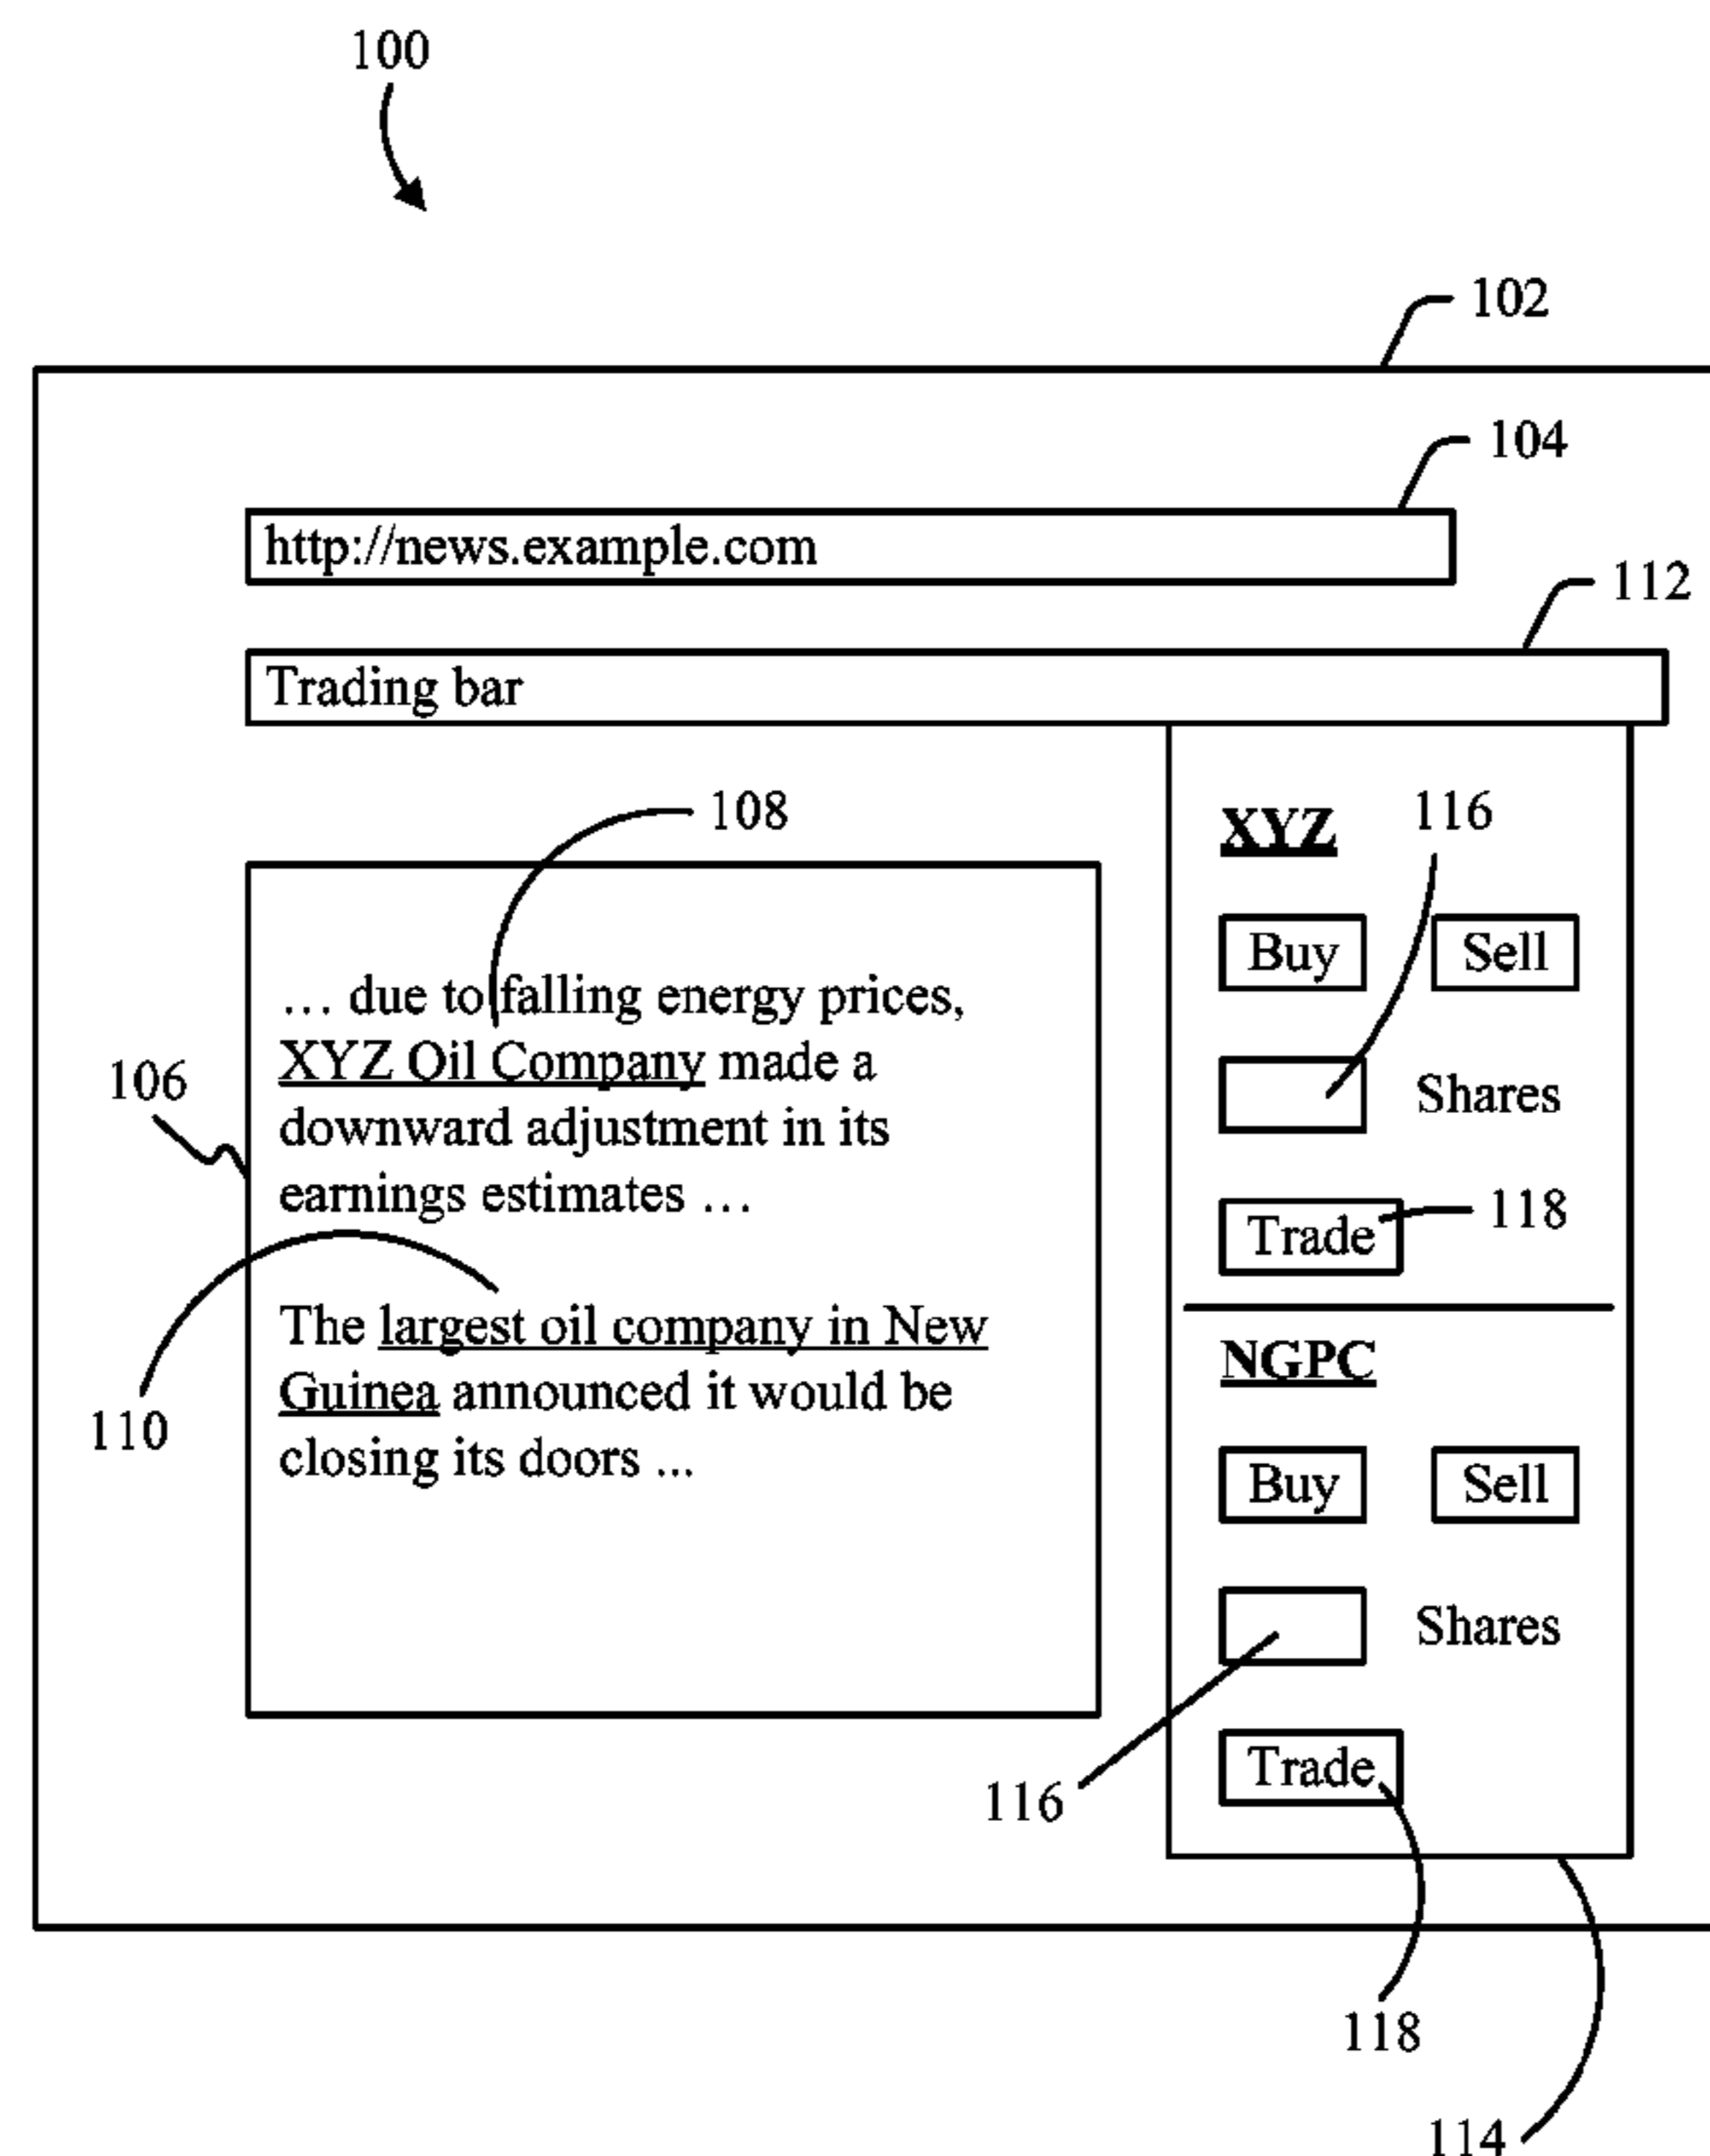 100
102
104
http://news.example.com
112
Trading bar
108
XYZ
116
Buy Sell
… due to falling energy prices,
XYZ Oil Company made a
downward adjustment in its
earnings estimates …
106
Shares
118
Trade
The largest oil company in New
Guinea announced it would be
closing its doors ...
110
NGPC
Buy Sell
Shares
116
Trade
118
114